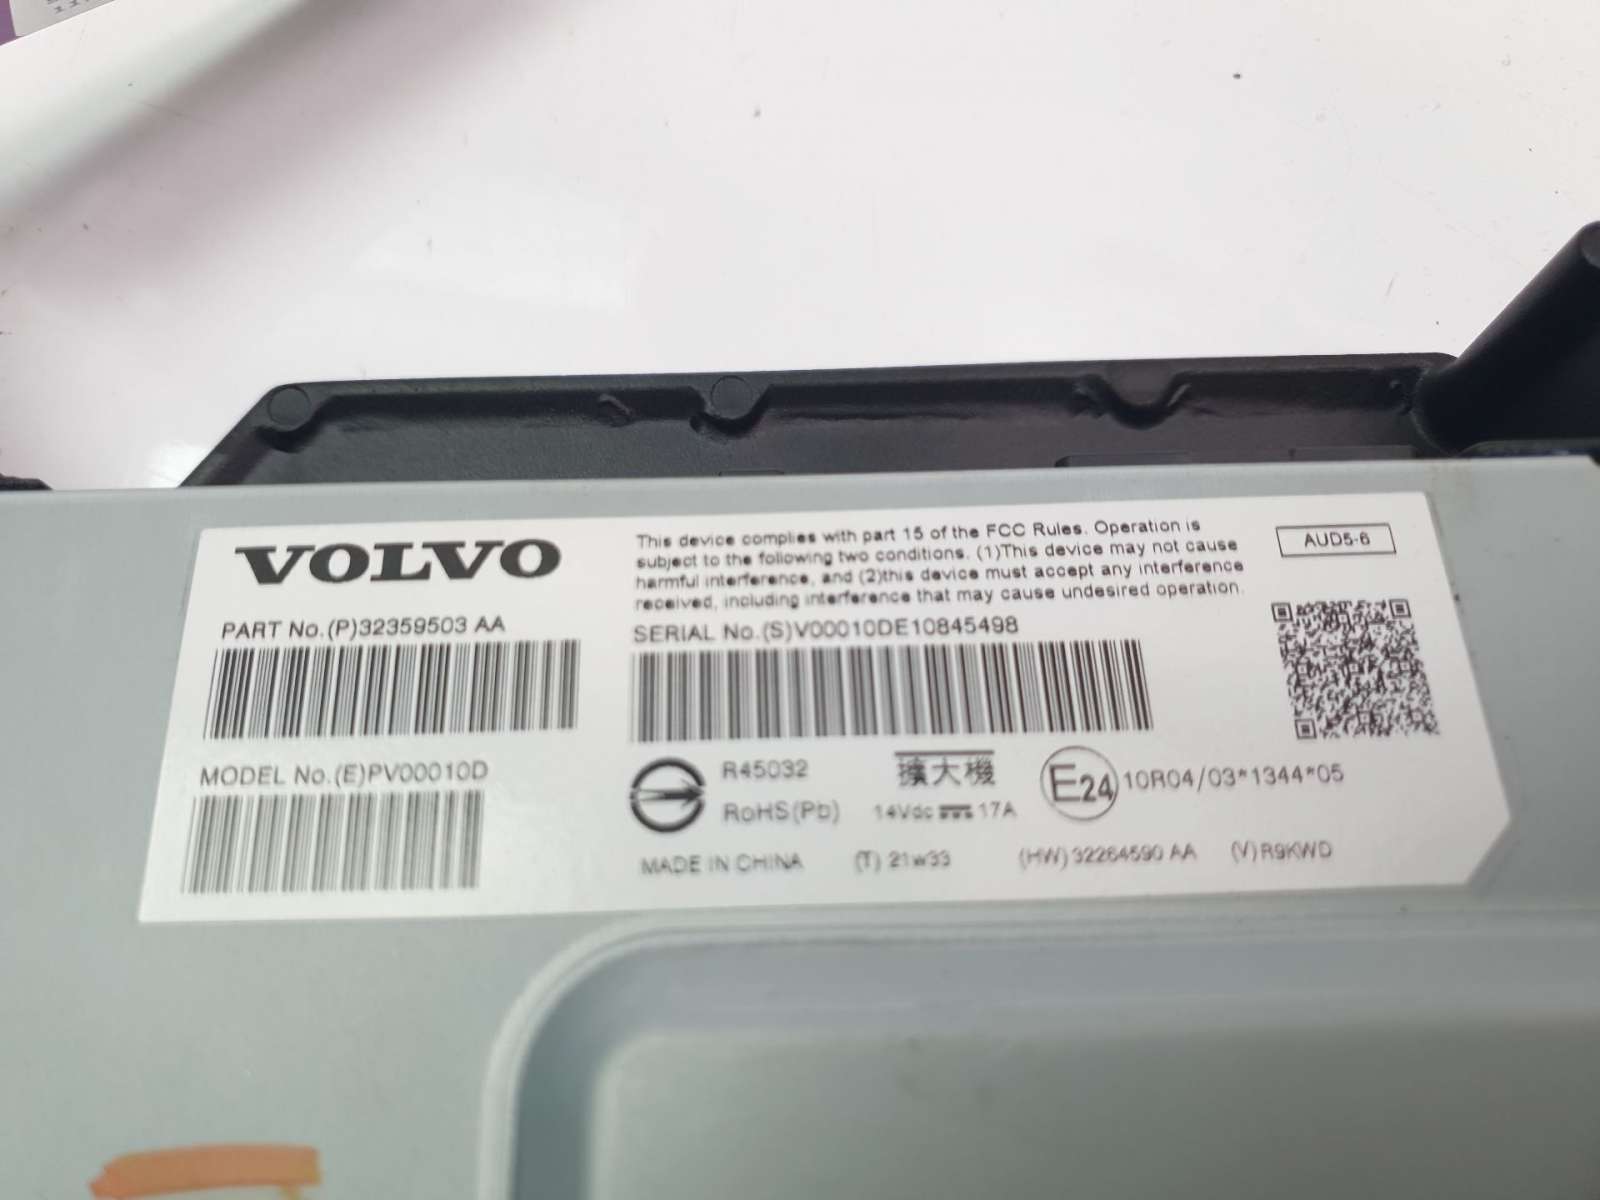 VOLVO
This device complies with part 15 of the FCC Rules. Operation is
subject to the following two conditions. (1)This device may not cause
harmful interference, and (2)this device must accept any interference
received, including interference that may cause undesired operation.
AUD5-6
PART No.(P)32359503 AA
SERIAL No.(S)V00010DE10845498
MODEL No.(E)PV00010D
R45032
RoHS(Pb)
擴大機
14Vdc 17A
E24
10R04/03*1344*05
MADE IN CHINA
(T) 21w33
(HW)32264590 AA
(V)R9KWD